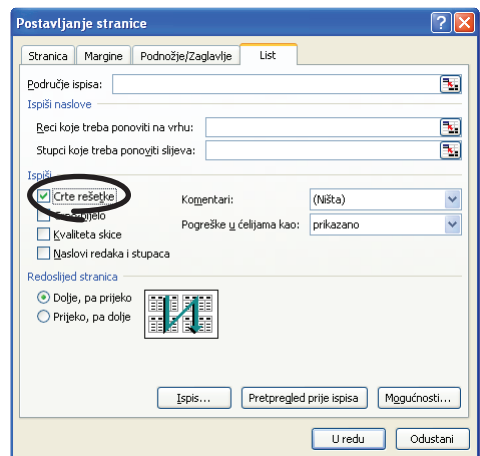 Postavljanje stranice
Stranica Margine Podnožje/Zaglavlje List
Područje ispisa:
Ispiši naslove
Reci koje treba ponoviti na vrhu:
Stupci koje treba ponoviti slijeva:
Ispiši
Crte rešetke Komentari: (Ništa)
Pogreške u ćelijama kao: prikazano
Kvaliteta skice
Naslovi redaka i stupaca
Redoslijed stranica
Dolje, pa prijeko
Prijeko, pa dolje
Ispis... Pretpregled prije ispisa Mogućnosti...
U redu Odustani